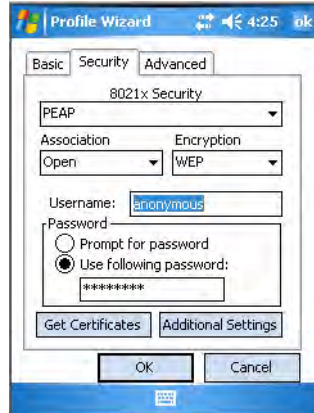 Profile Wizard 4:25 ok
Basic Security Advanced
8021x Security
PEAP
Association Encryption
Open WEP
Username: anonymous
Password
Prompt for password
Use following password:
********
Get Certificates Additional Settings
OK Cancel